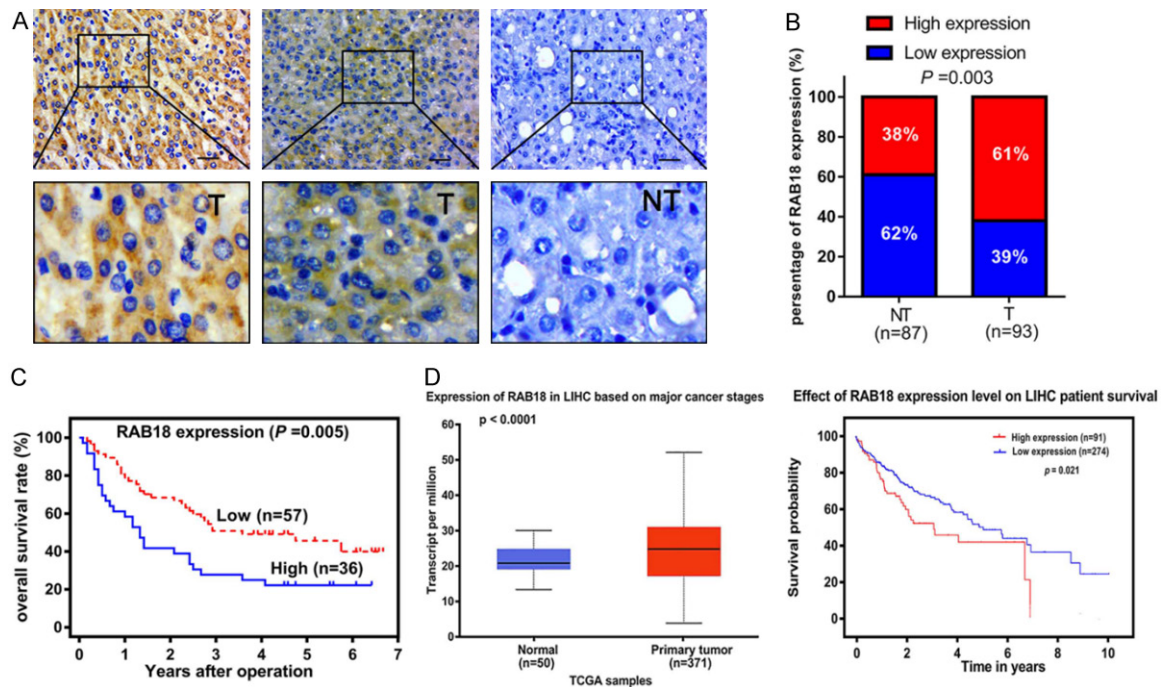 A
T
T
NT
B
High expression
Low expression
P =0.003
persentage of RAB18 expression (%)
100
80
60
40
20
0
38%
62%
61%
39%
NT
(n=87)
T
(n=93)
C
RAB18 expression (P =0.005)
overall survival rate (%)
100
80
60
40
20
0
Low (n=57)
High (n=36)
0 1 2 3 4 5 6 7
Years after operation
D
Expression of RAB18 in LIHC based on major cancer stages
p < 0.0001
Transcript per million
60
50
40
30
20
10
0
Normal
(n=50)
Primary tumor
(n=371)
TCGA samples
Effect of RAB18 expression level on LIHC patient survival
High expression (n=91)
Low expression (n=274)
p = 0.021
Survival probability
100
80
60
40
20
0
0 2 4 6 8 10
Time in years